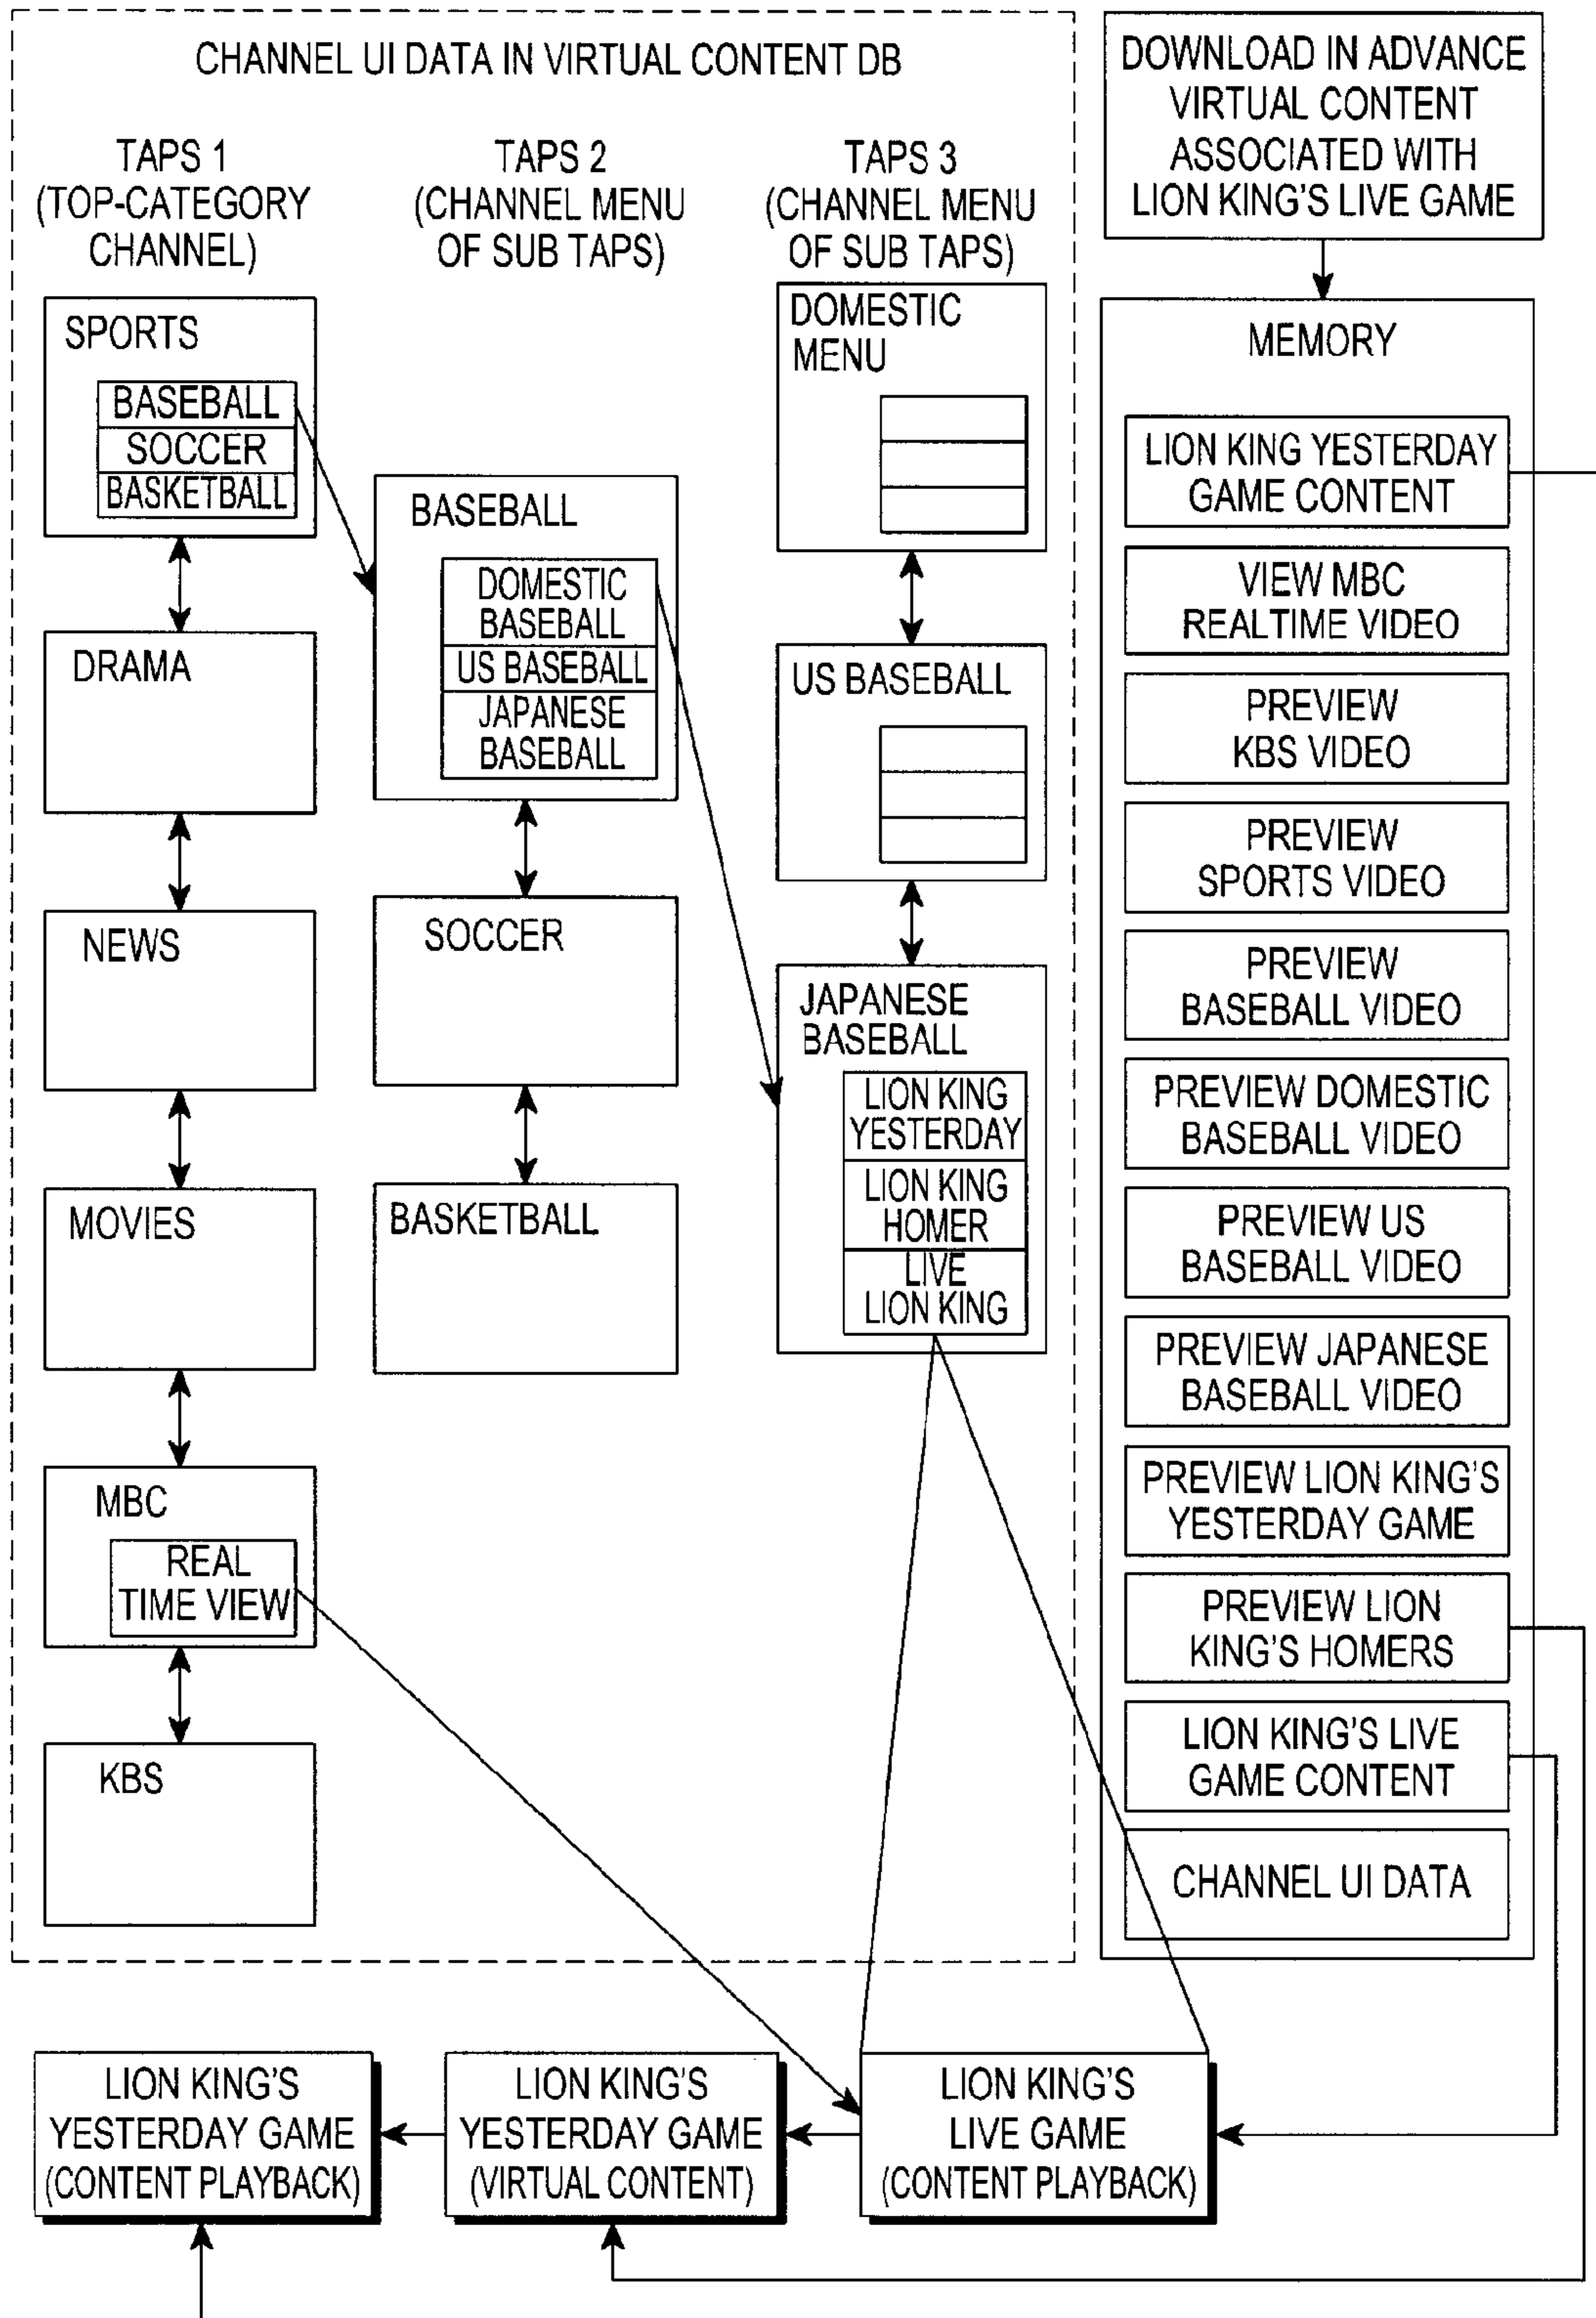 CHANNEL UI DATA IN VIRTUAL CONTENT DB
TAPS 1
(TOP-CATEGORY
CHANNEL)
SPORTS
BASEBALL
SOCCER
BASKETBALL
DRAMA
NEWS
MOVIES
MBC
REAL
TIME VIEW
KBS
TAPS 2
(CHANNEL MENU
OF SUB TAPS)
BASEBALL
DOMESTIC
BASEBALL
US BASEBALL
JAPANESE
BASEBALL
SOCCER
BASKETBALL
TAPS 3
(CHANNEL MENU
OF SUB TAPS)
DOMESTIC
MENU
US BASEBALL
JAPANESE
BASEBALL
LION KING
YESTERDAY
LION KING
HOMER
LIVE
LION KING
DOWNLOAD IN ADVANCE
VIRTUAL CONTENT
ASSOCIATED WITH
LION KING'S LIVE GAME
MEMORY
LION KING YESTERDAY
GAME CONTENT
VIEW MBC
REALTIME VIDEO
PREVIEW
KBS VIDEO
PREVIEW
SPORTS VIDEO
PREVIEW
BASEBALL VIDEO
PREVIEW DOMESTIC
BASEBALL VIDEO
PREVIEW US
BASEBALL VIDEO
PREVIEW JAPANESE
BASEBALL VIDEO
PREVIEW LION KING'S
YESTERDAY GAME
PREVIEW LION
KING'S HOMERS
LION KING'S LIVE
GAME CONTENT
CHANNEL UI DATA
LION KING'S
YESTERDAY GAME
(CONTENT PLAYBACK)
LION KING'S
YESTERDAY GAME
(VIRTUAL CONTENT)
LION KING'S
LIVE GAME
(CONTENT PLAYBACK)